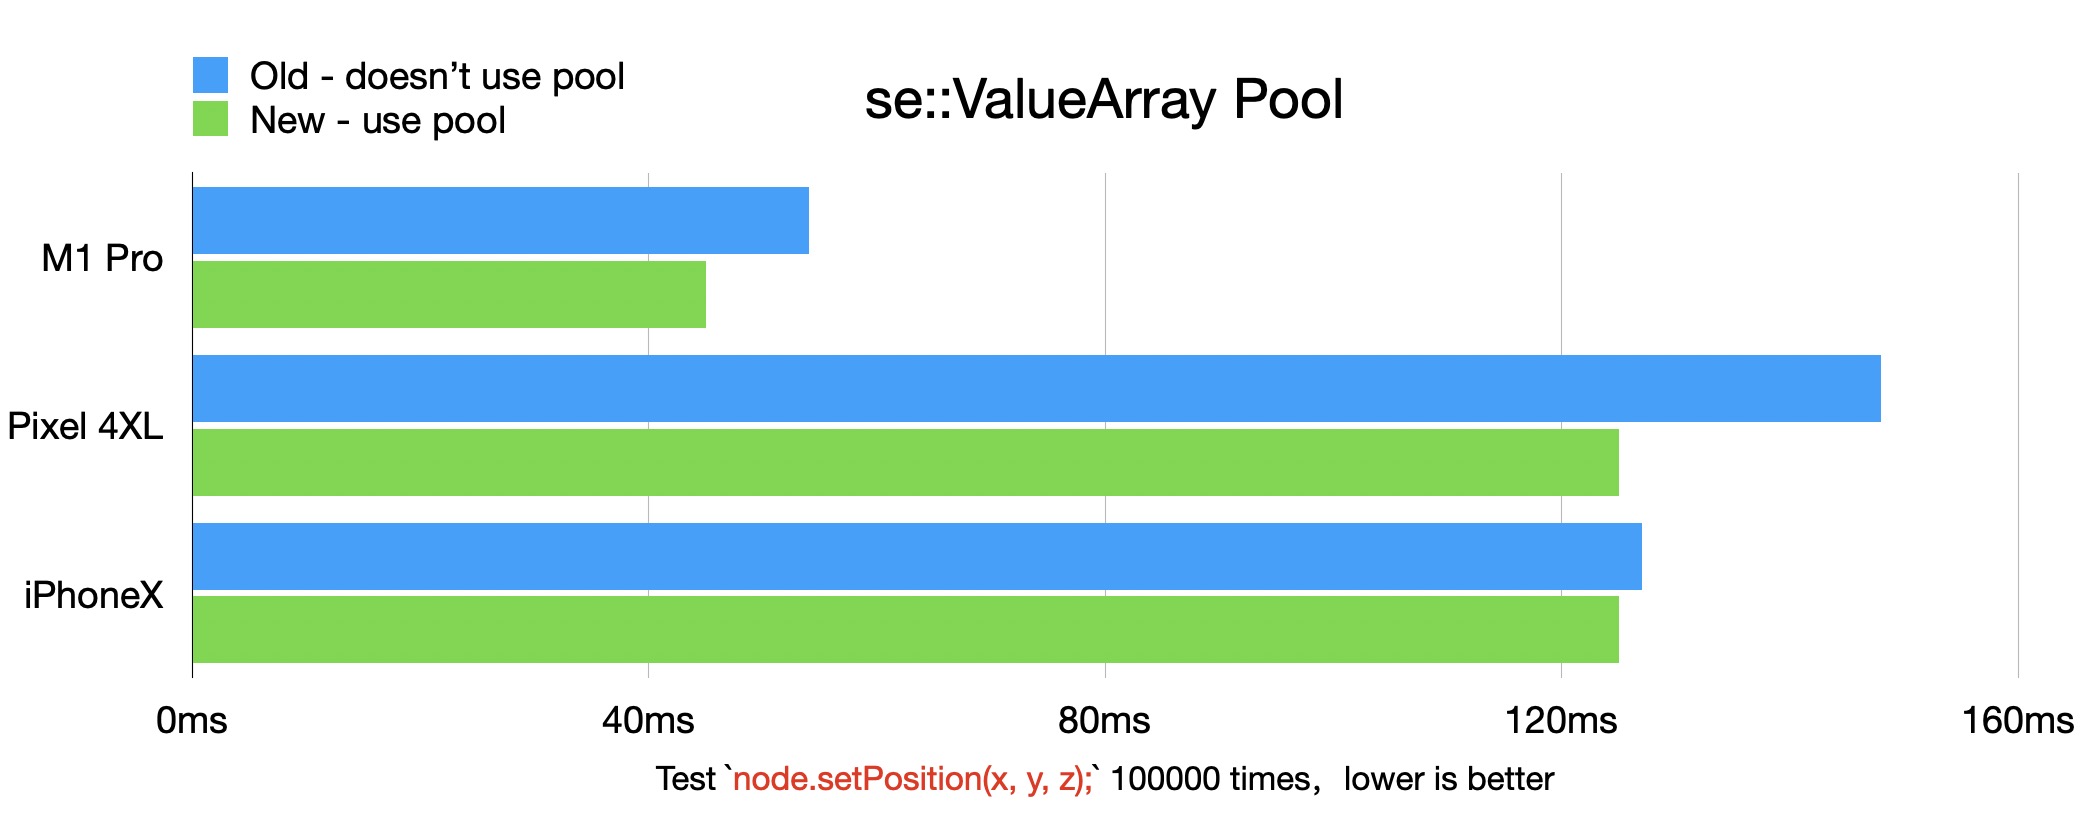 Old - doesn’t use pool
New - use pool
se::ValueArray Pool
M1 Pro
Pixel 4XL
iPhoneX
0ms 40ms 80ms 120ms 160ms
Test `node.setPosition(x, y, z);` 100000 times，lower is better